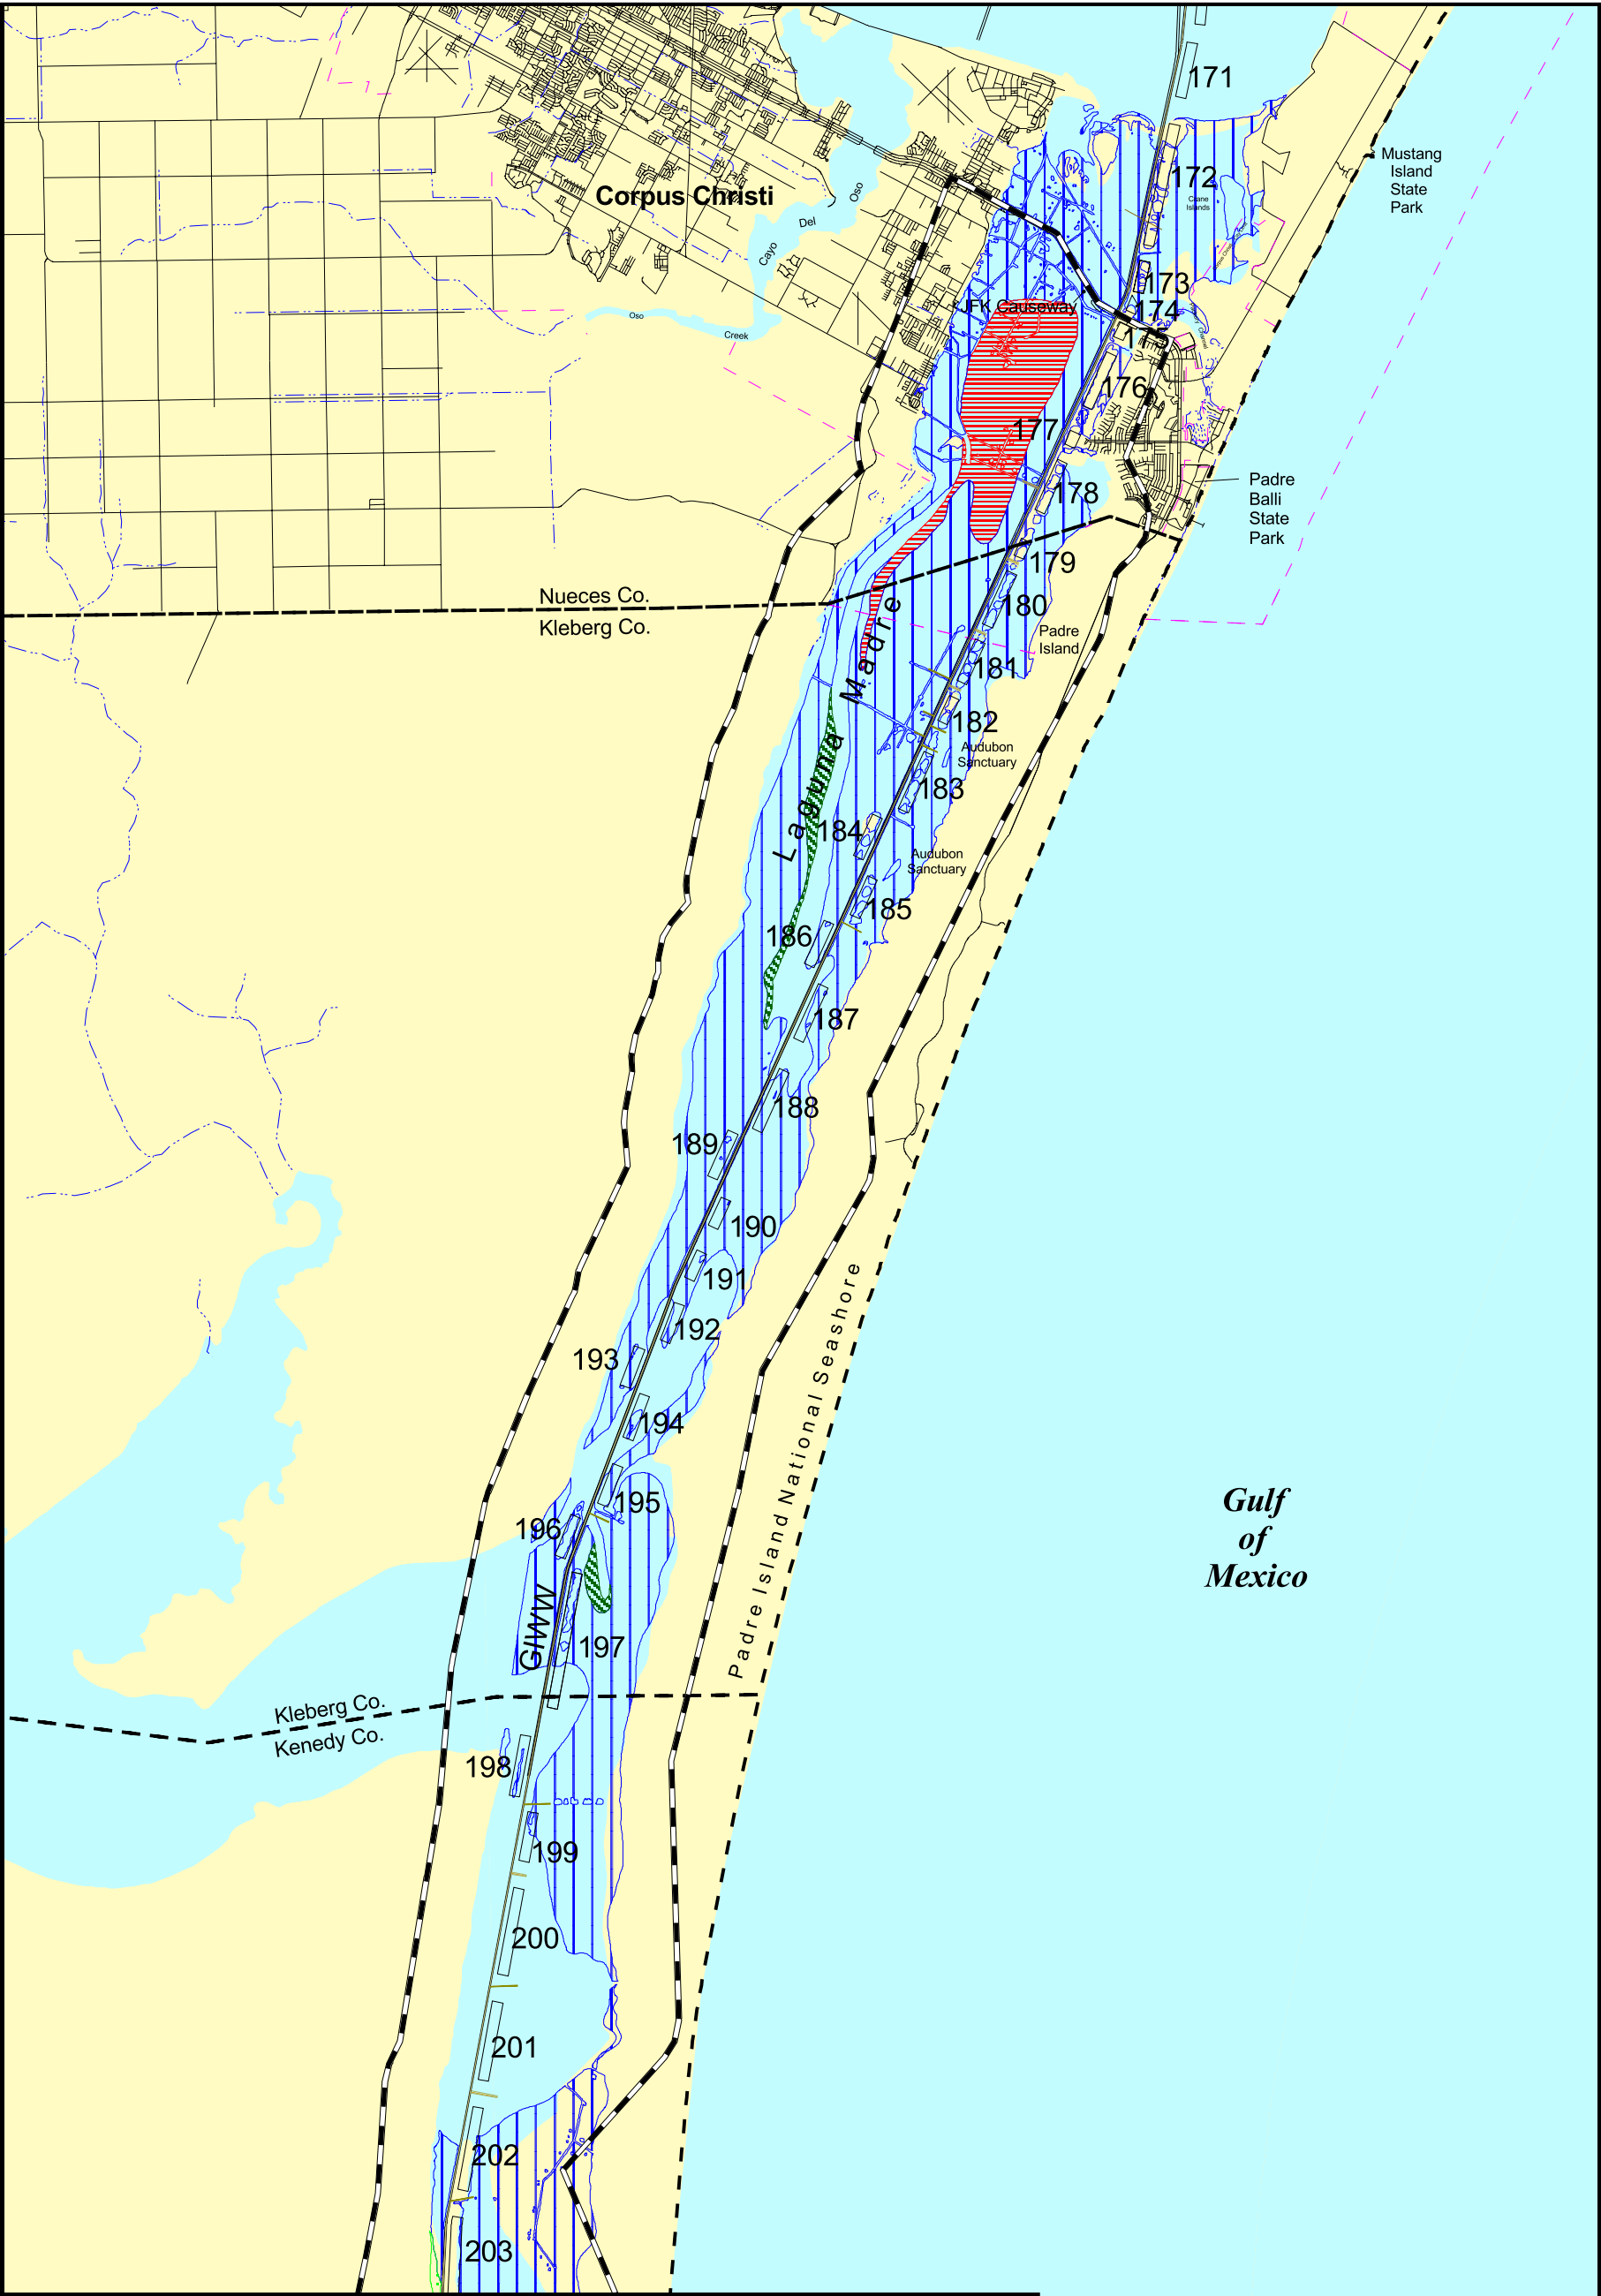 171
Mustang
Island
State
Park
172
Corpus Christi
Crane
Islands
Oso
Del
Cayo
173
JFK Causeway
174
175
Oso
Creek
176
177
Padre
Balli
State
Park
178
179
Nueces Co.
Kleberg Co.
180
Padre
Island
181
Laguna Madre
182
Audubon
Sanctuary
183
184
Audubon
Sanctuary
185
186
187
188
189
190
191
192
193
194
Padre Island National Seashore
195
196
Gulf
of
Mexico
GIWW
197
Kleberg Co.
Kenedy Co.
198
199
200
201
202
203